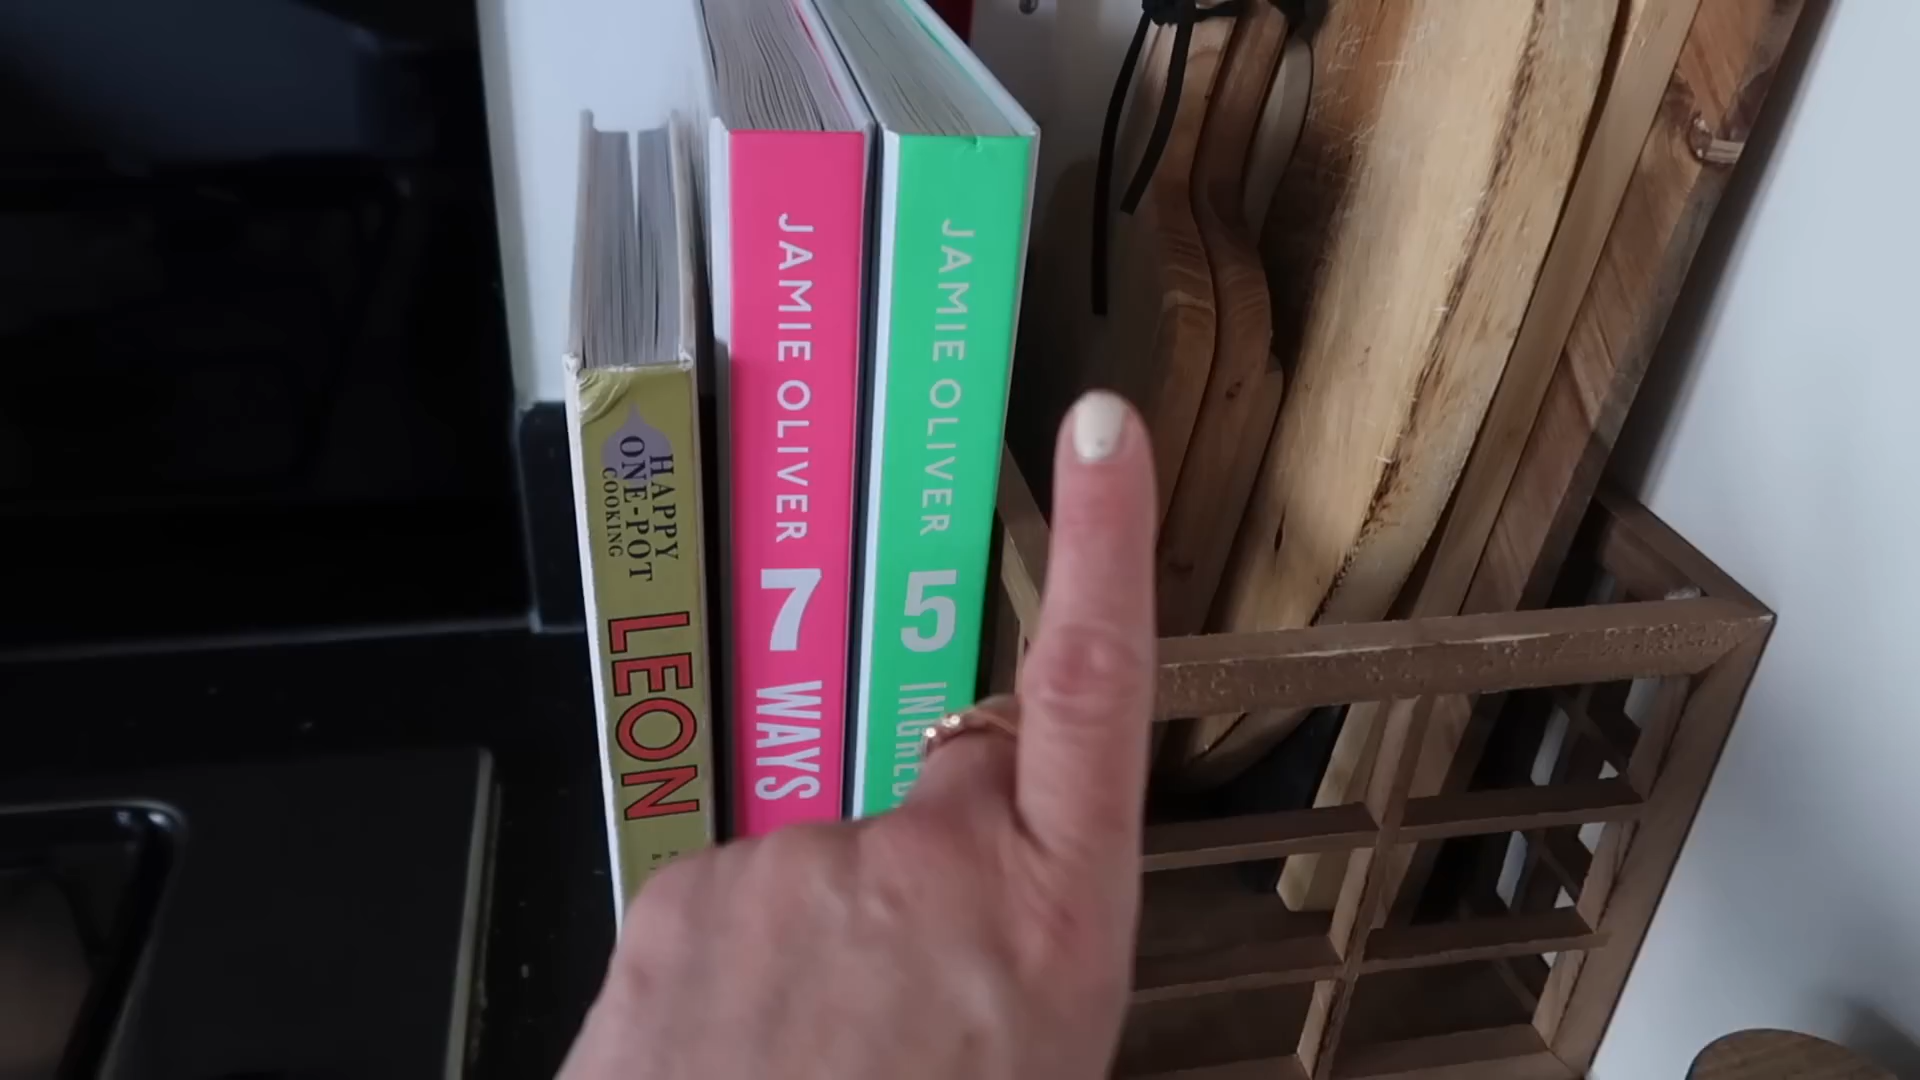 HAPPY
ONE-POT
COOKING
LEON
JAMIE OLIVER 7 WAYS
JAMIE OLIVER 5